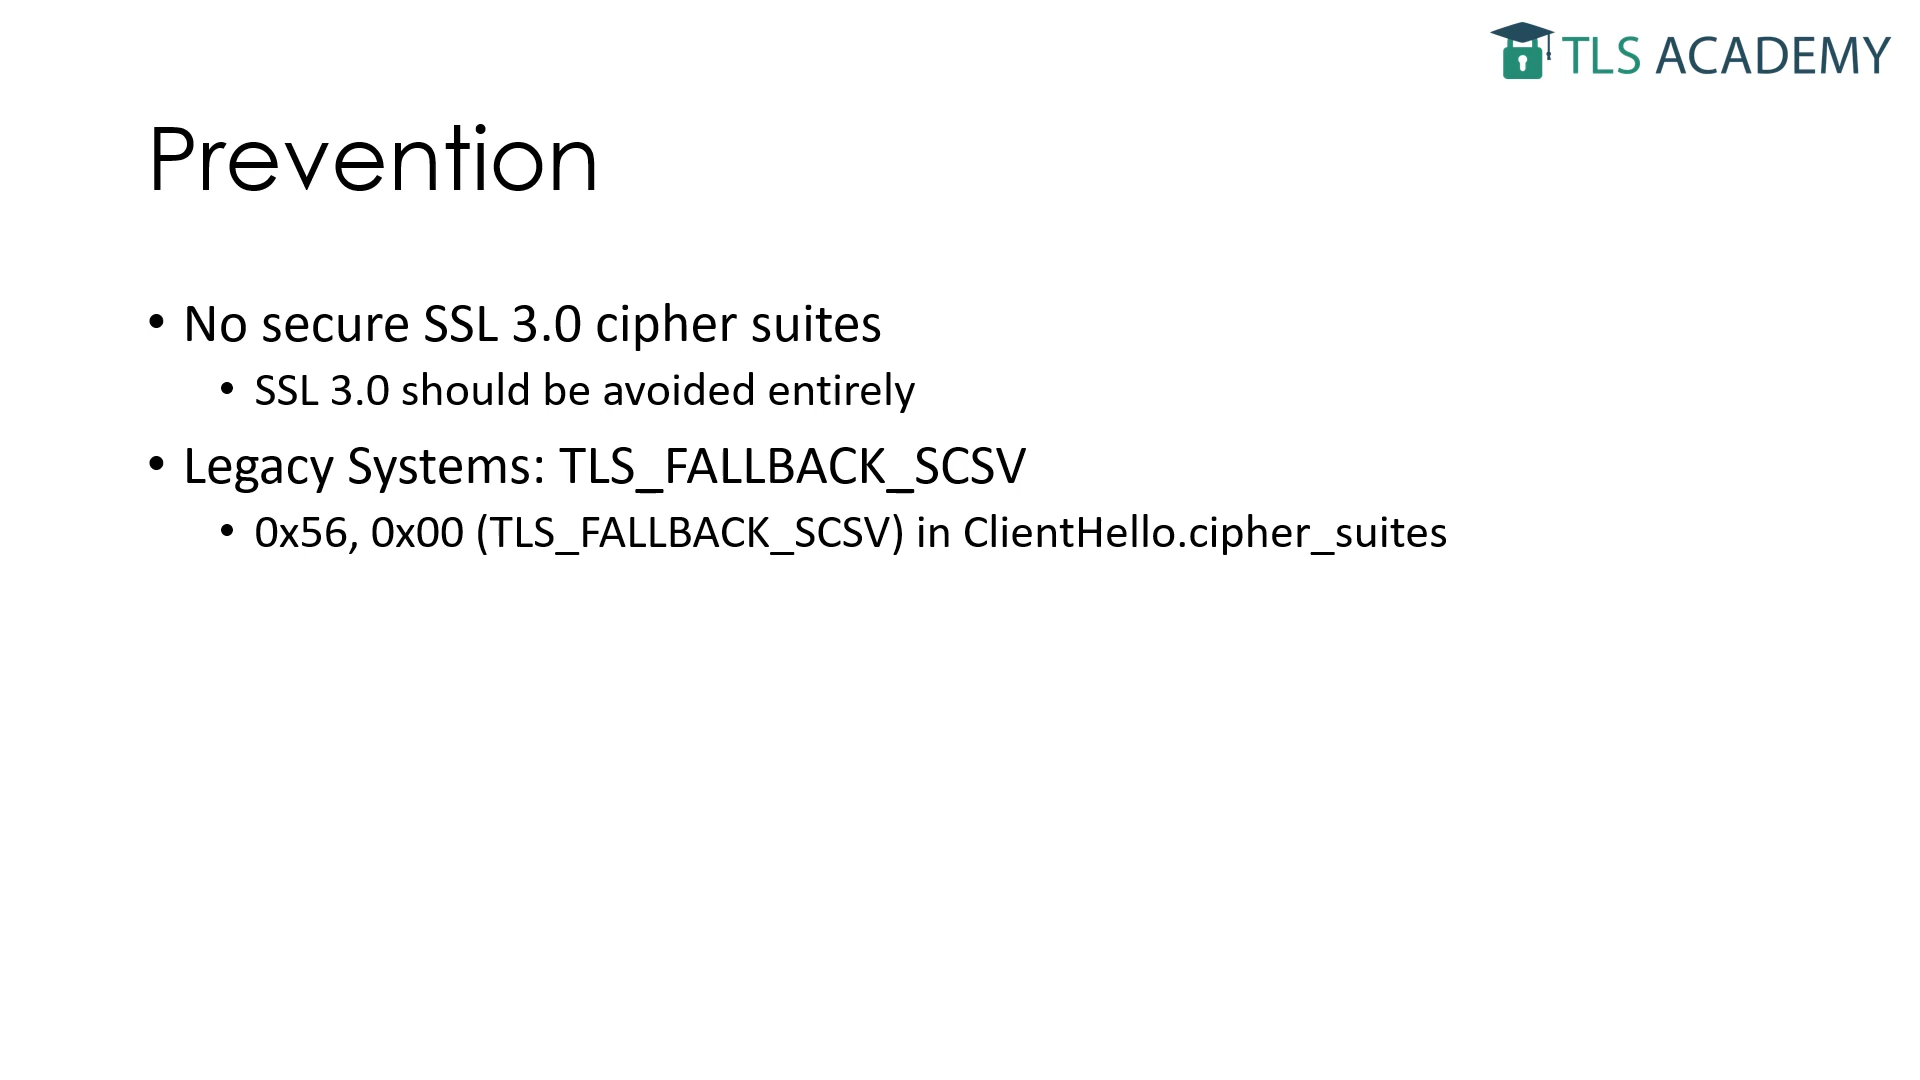 TLS ACADEMY
Prevention
• No secure SSL 3.0 cipher suites
• SSL 3.0 should be avoided entirely
• Legacy Systems: TLS_FALLBACK_SCSV
• 0x56, 0x00 (TLS_FALLBACK_SCSV) in ClientHello.cipher_suites